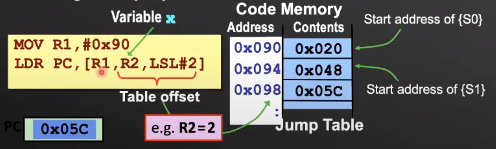 Variable x
MOV R1,#0x90
LDR PC,[R1,R2,LSL#2]
Table offset
PC 0x05C
e.g. R2=2
Code Memory
Address Contents
0x090 0x020
0x094 0x048
0x098 0x05C
:
Jump Table
Start address of {S0}
Start address of {S1}